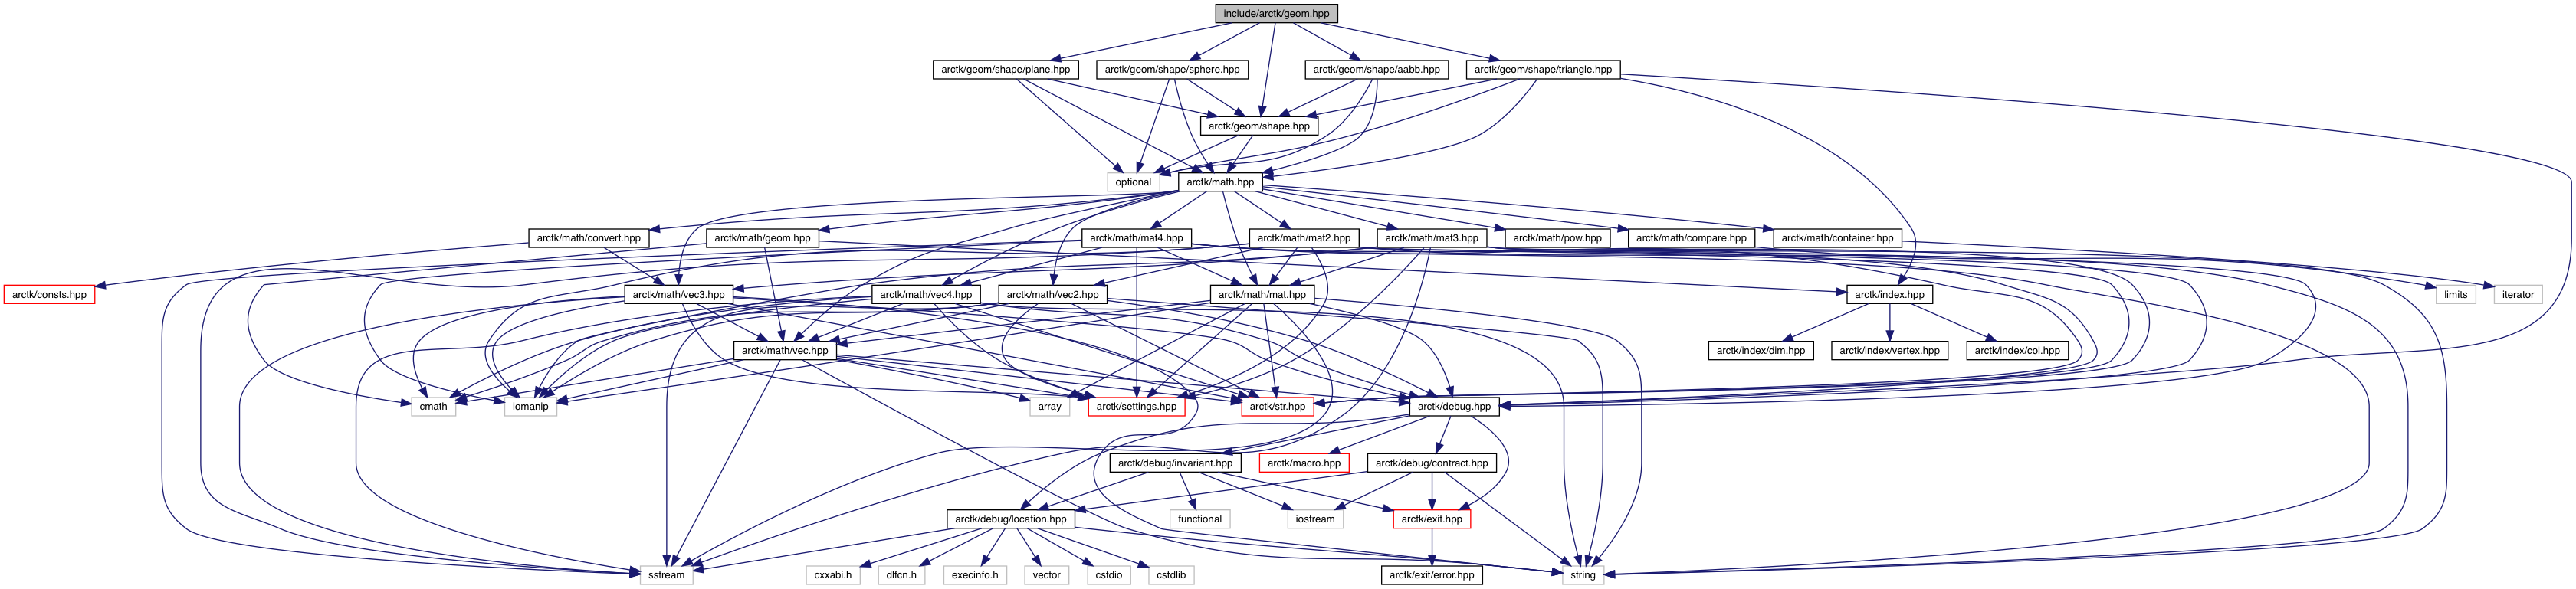 include/arctk/geom.hpp
arctk/geom/shape/plane.hpp
arctk/geom/shape/sphere.hpp
arctk/geom/shape/aabb.hpp
arctk/geom/shape/triangle.hpp
arctk/geom/shape.hpp
optional
arctk/math.hpp
arctk/math/convert.hpp
arctk/math/geom.hpp
arctk/math/mat4.hpp
arctk/math/mat2.hpp
arctk/math/mat3.hpp
arctk/math/pow.hpp
arctk/math/compare.hpp
arctk/math/container.hpp
arctk/consts.hpp
arctk/math/vec3.hpp
arctk/math/vec4.hpp
arctk/math/vec2.hpp
arctk/math/mat.hpp
arctk/index.hpp
limits
iterator
arctk/math/vec.hpp
arctk/index/dim.hpp
arctk/index/vertex.hpp
arctk/index/col.hpp
cmath
iomanip
array
arctk/settings.hpp
arctk/str.hpp
arctk/debug.hpp
arctk/debug/invariant.hpp
arctk/macro.hpp
arctk/debug/contract.hpp
arctk/debug/location.hpp
functional
iostream
arctk/exit.hpp
sstream
cxxabi.h
dlfcn.h
execinfo.h
vector
cstdio
cstdlib
arctk/exit/error.hpp
string